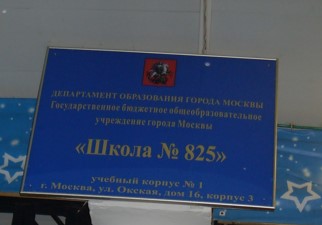 ДЕПАРТАМЕНТ ОБРАЗОВАНИЯ ГОРОДА МОСКВЫ
Государственное бюджетное общеобразовательное
учреждение города Москвы
«Школа № 825»
учебный корпус № 1
г. Москва, ул. Окская, дом 16, корпус 3